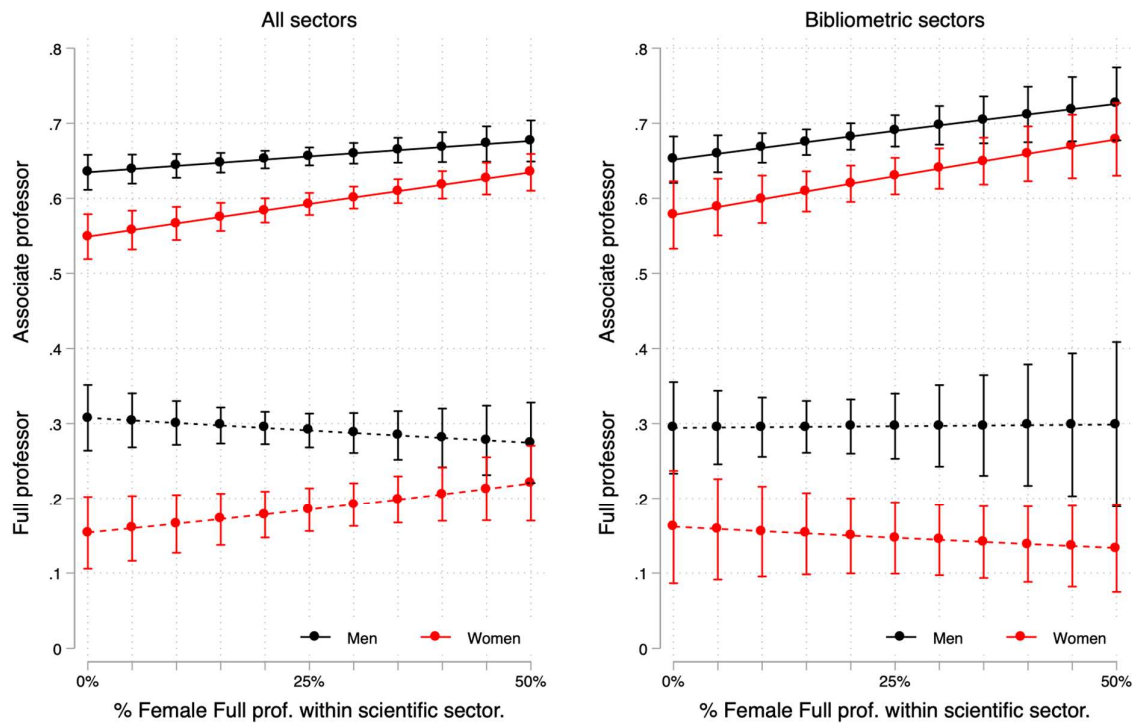 All sectors
.8
.7
.6
.5
.4
.3
.2
.1
0
Associate professor
Full professor
Men Women
0% 25% 50%
% Female Full prof. within scientific sector.
Bibliometric sectors
.8
.7
.6
.5
.4
.3
.2
.1
0
Associate professor
Full professor
Men Women
0% 25% 50%
% Female Full prof. within scientific sector.